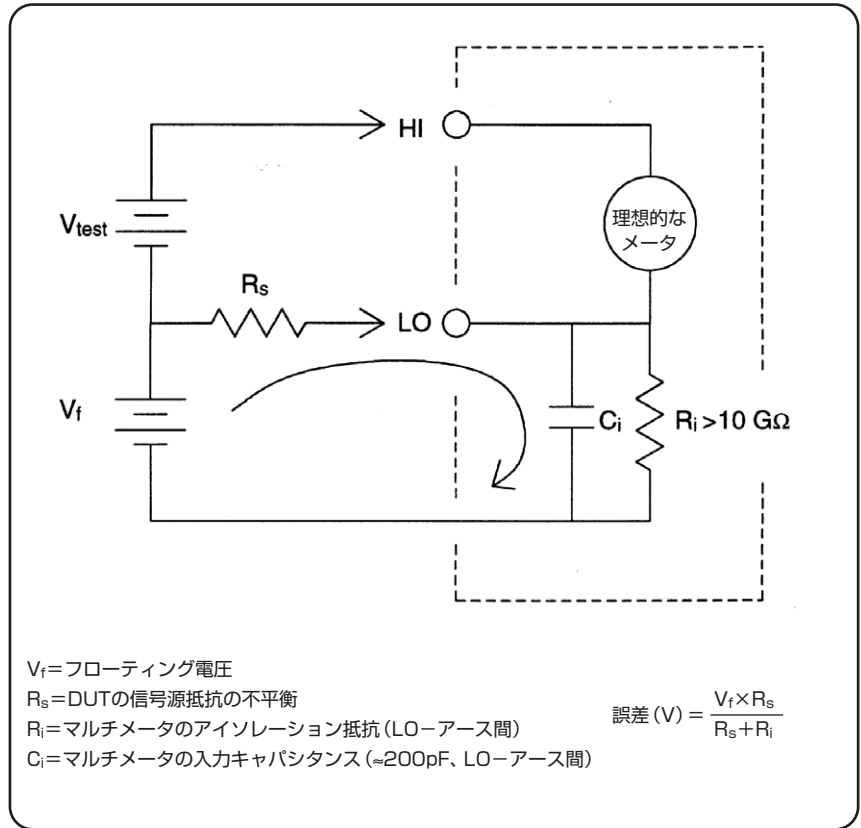 HI
理想的な
メータ
Vtest
Rs
LO
Vf
Ci
Ri>10 GΩ
Vf=フローティング電圧
Rs=DUTの信号源抵抗の不平衡
Ri=マルチメータのアイソレーション抵抗(LO-アース間)
Ci=マルチメータの入力キャパシタンス(≈200pF、LO-アース間)
誤差(V)= Vf×Rs
Rs+Ri